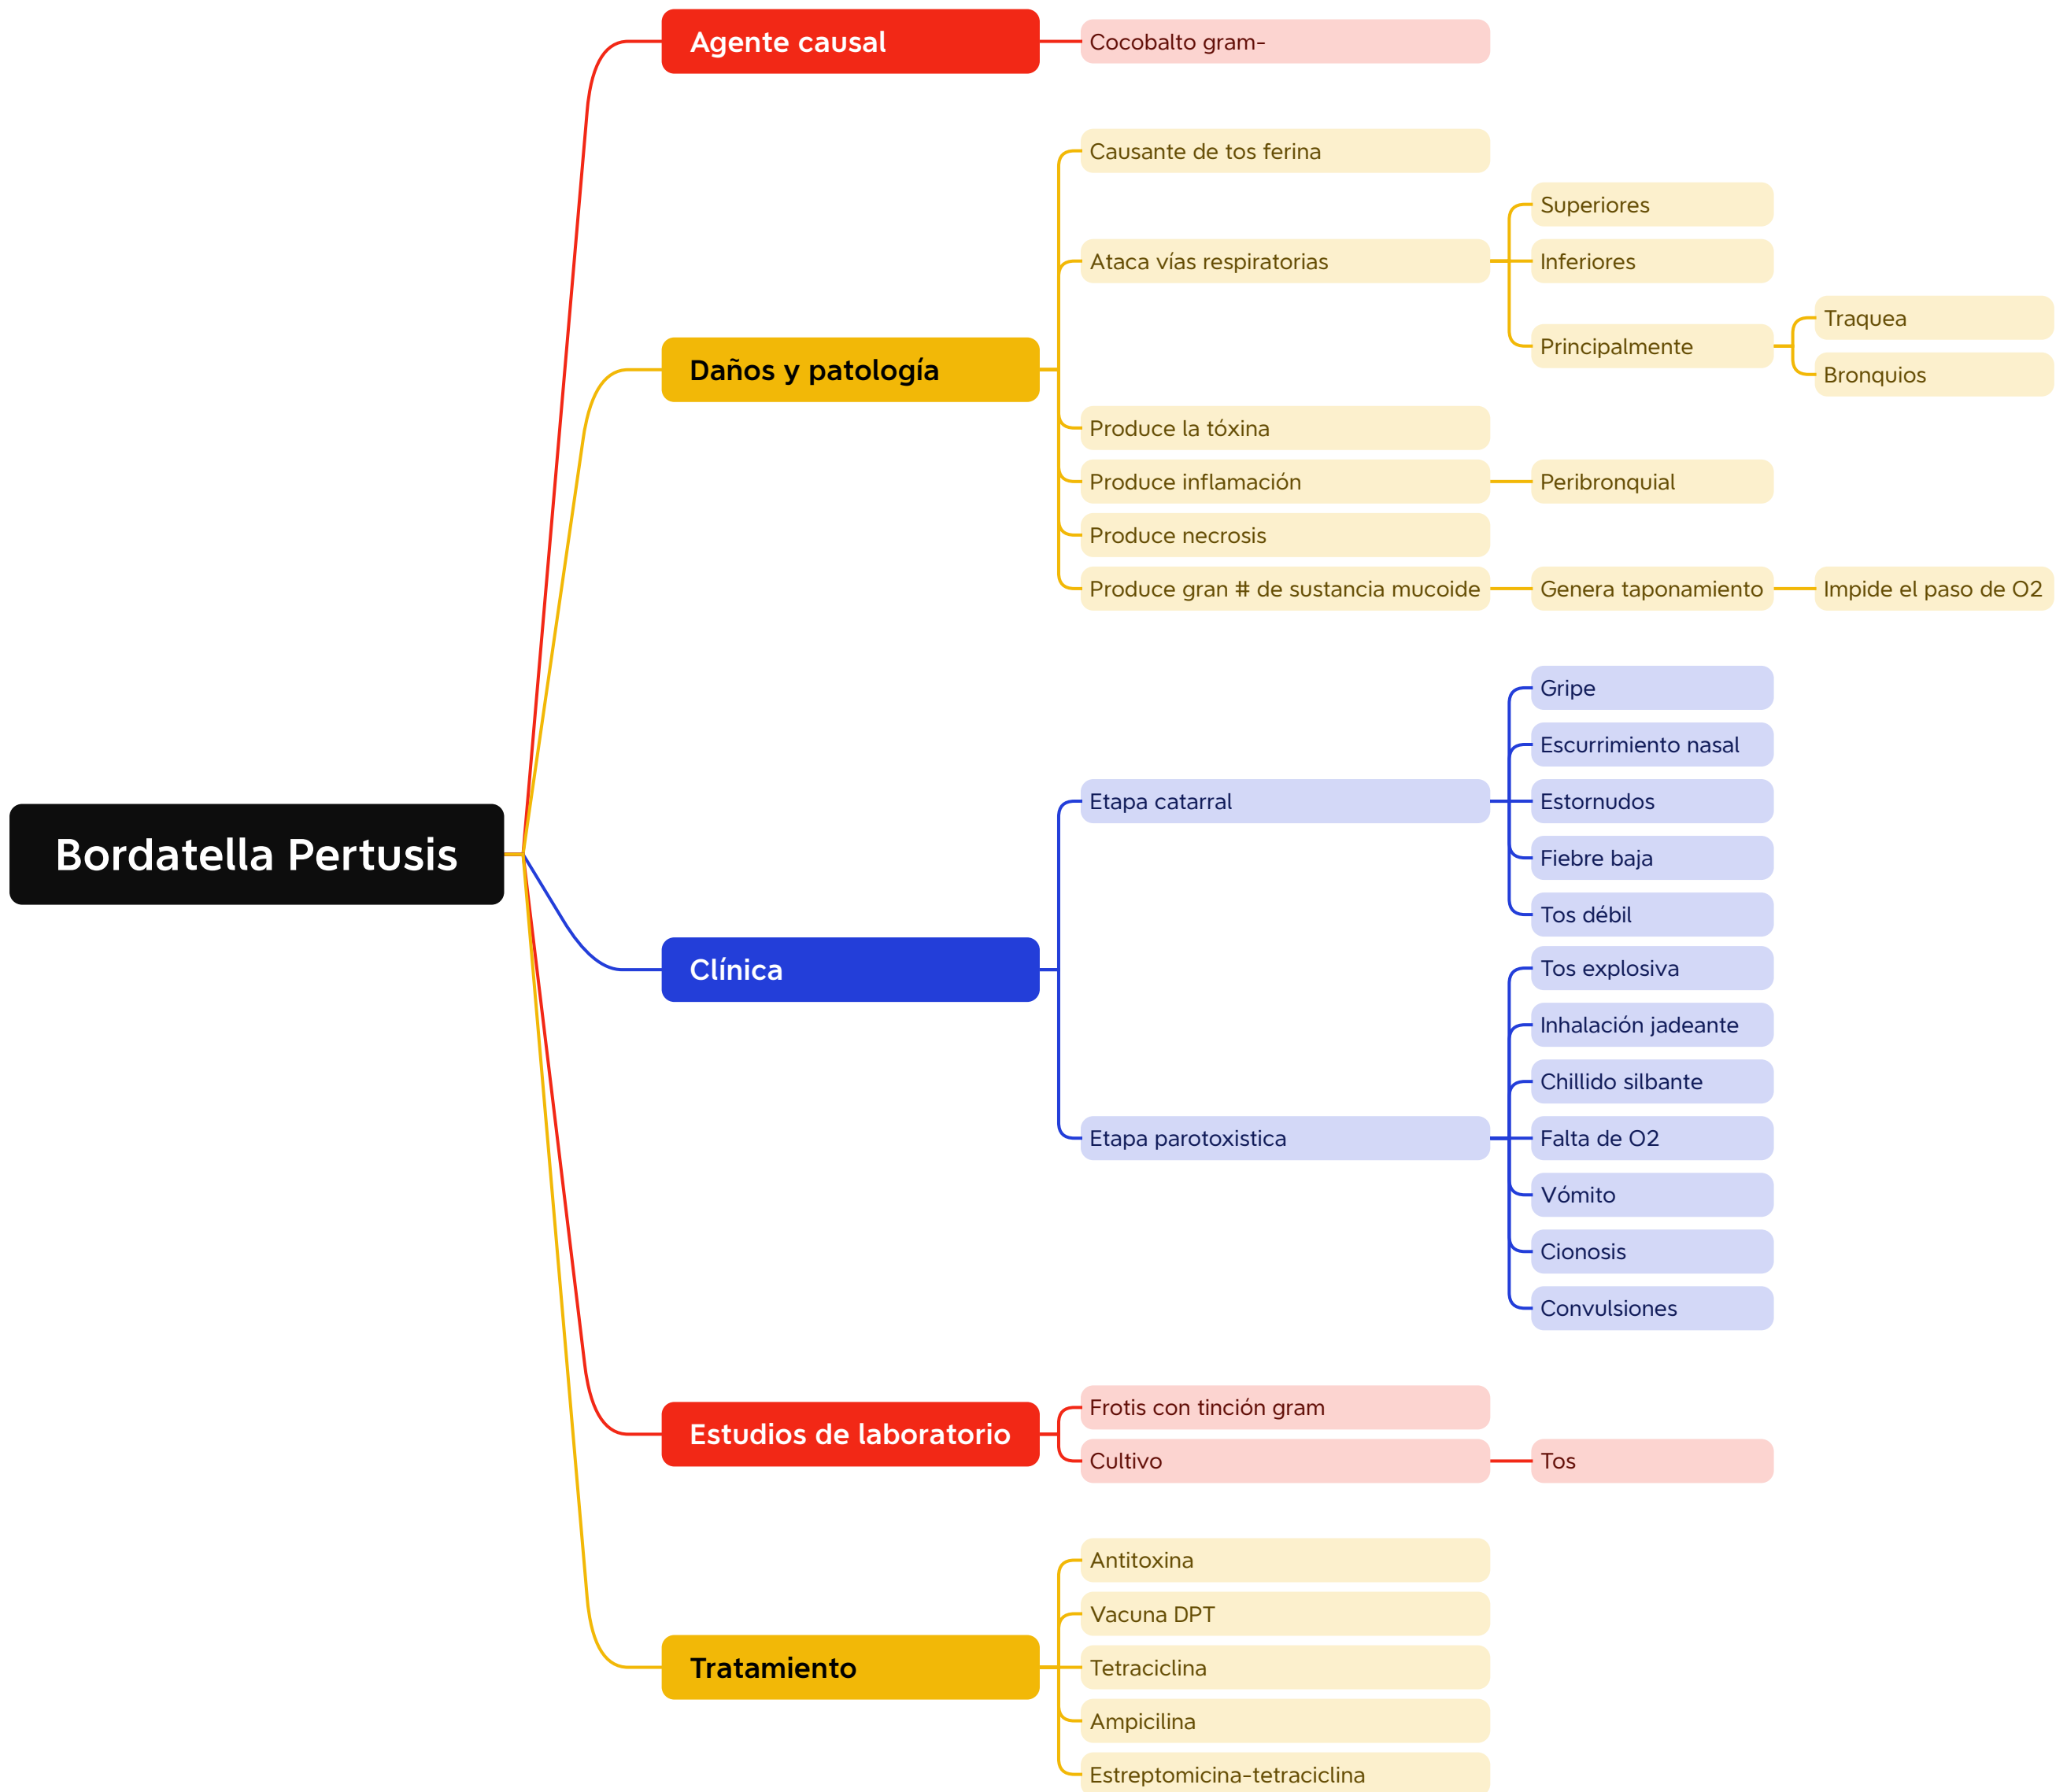 Bordatella Pertusis
Agente causal
Cocobalto gram-
Daños y patología
Causante de tos ferina
Ataca vías respiratorias
Superiores
Inferiores
Principalmente
Traquea
Bronquios
Produce la tóxina
Produce inflamación
Peribronquial
Produce necrosis
Produce gran # de sustancia mucoide
Genera taponamiento
Impide el paso de O2
Clínica
Etapa catarral
Gripe
Escurrimiento nasal
Estornudos
Fiebre baja
Tos débil
Etapa parotoxistica
Tos explosiva
Inhalación jadeante
Chillido silbante
Falta de O2
Vómito
Cionosis
Convulsiones
Estudios de laboratorio
Frotis con tinción gram
Cultivo
Tos
Tratamiento
Antitoxina
Vacuna DPT
Tetraciclina
Ampicilina
Estreptomicina-tetraciclina